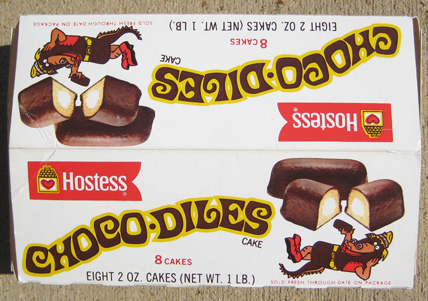 SOLD FRESH THROUGH DATE ON PACKAGE
EIGHT 2 OZ. CAKES (NET WT. 1 LB.)
8 CAKES
CHOCO·DILES
CAKE
Hostess
Hostess
CHOCO·DILES
CAKE
8 CAKES
EIGHT 2 OZ. CAKES (NET WT. 1 LB.)
SOLD FRESH THROUGH DATE ON PACKAGE